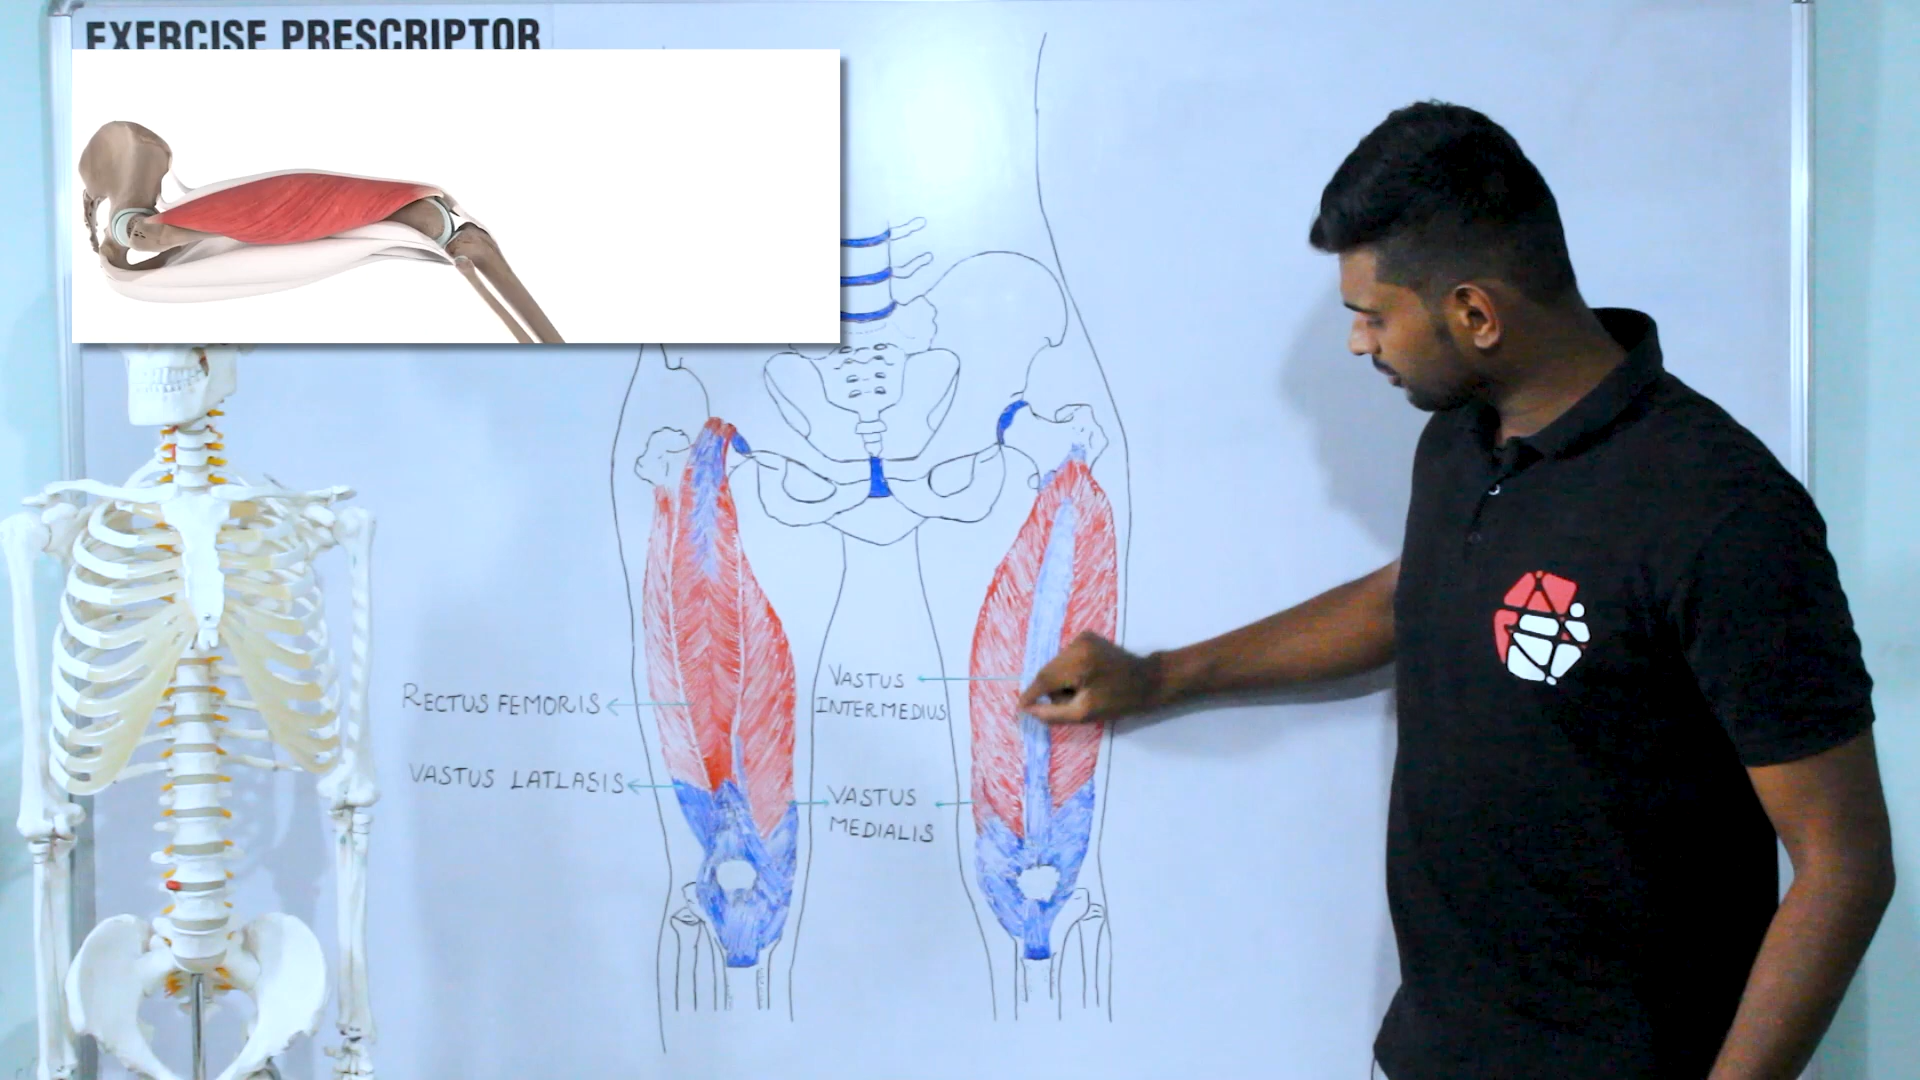 EXERCISE PRESCRIPTOR
RECTUS FEMORIS
VASTUS LATLASIS
VASTUS
INTERMEDIUS
VASTUS
MEDIALIS